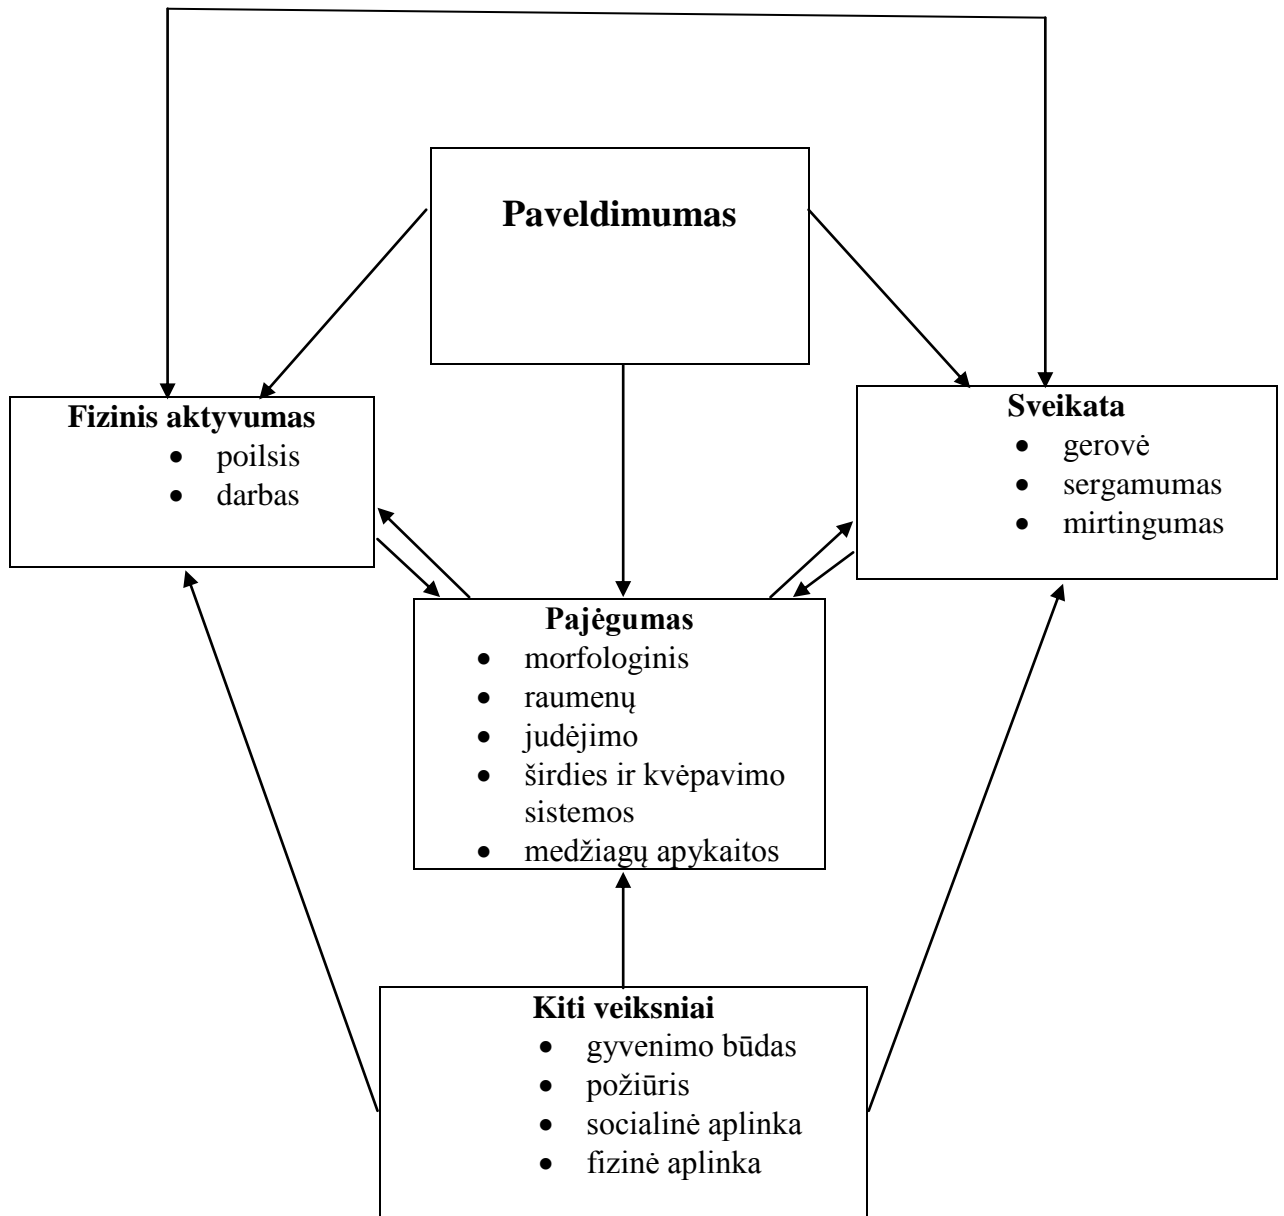 Paveldimumas
Fizinis aktyvumas
• poilsis
• darbas
Sveikata
• gerovė
• sergamumas
• mirtingumas
Pajėgumas
• morfologinis
• raumenų
• judėjimo
• širdies ir kvėpavimo
sistemos
• medžiagų apykaitos
Kiti veiksniai
• gyvenimo būdas
• požiūris
• socialinė aplinka
• fizinė aplinka